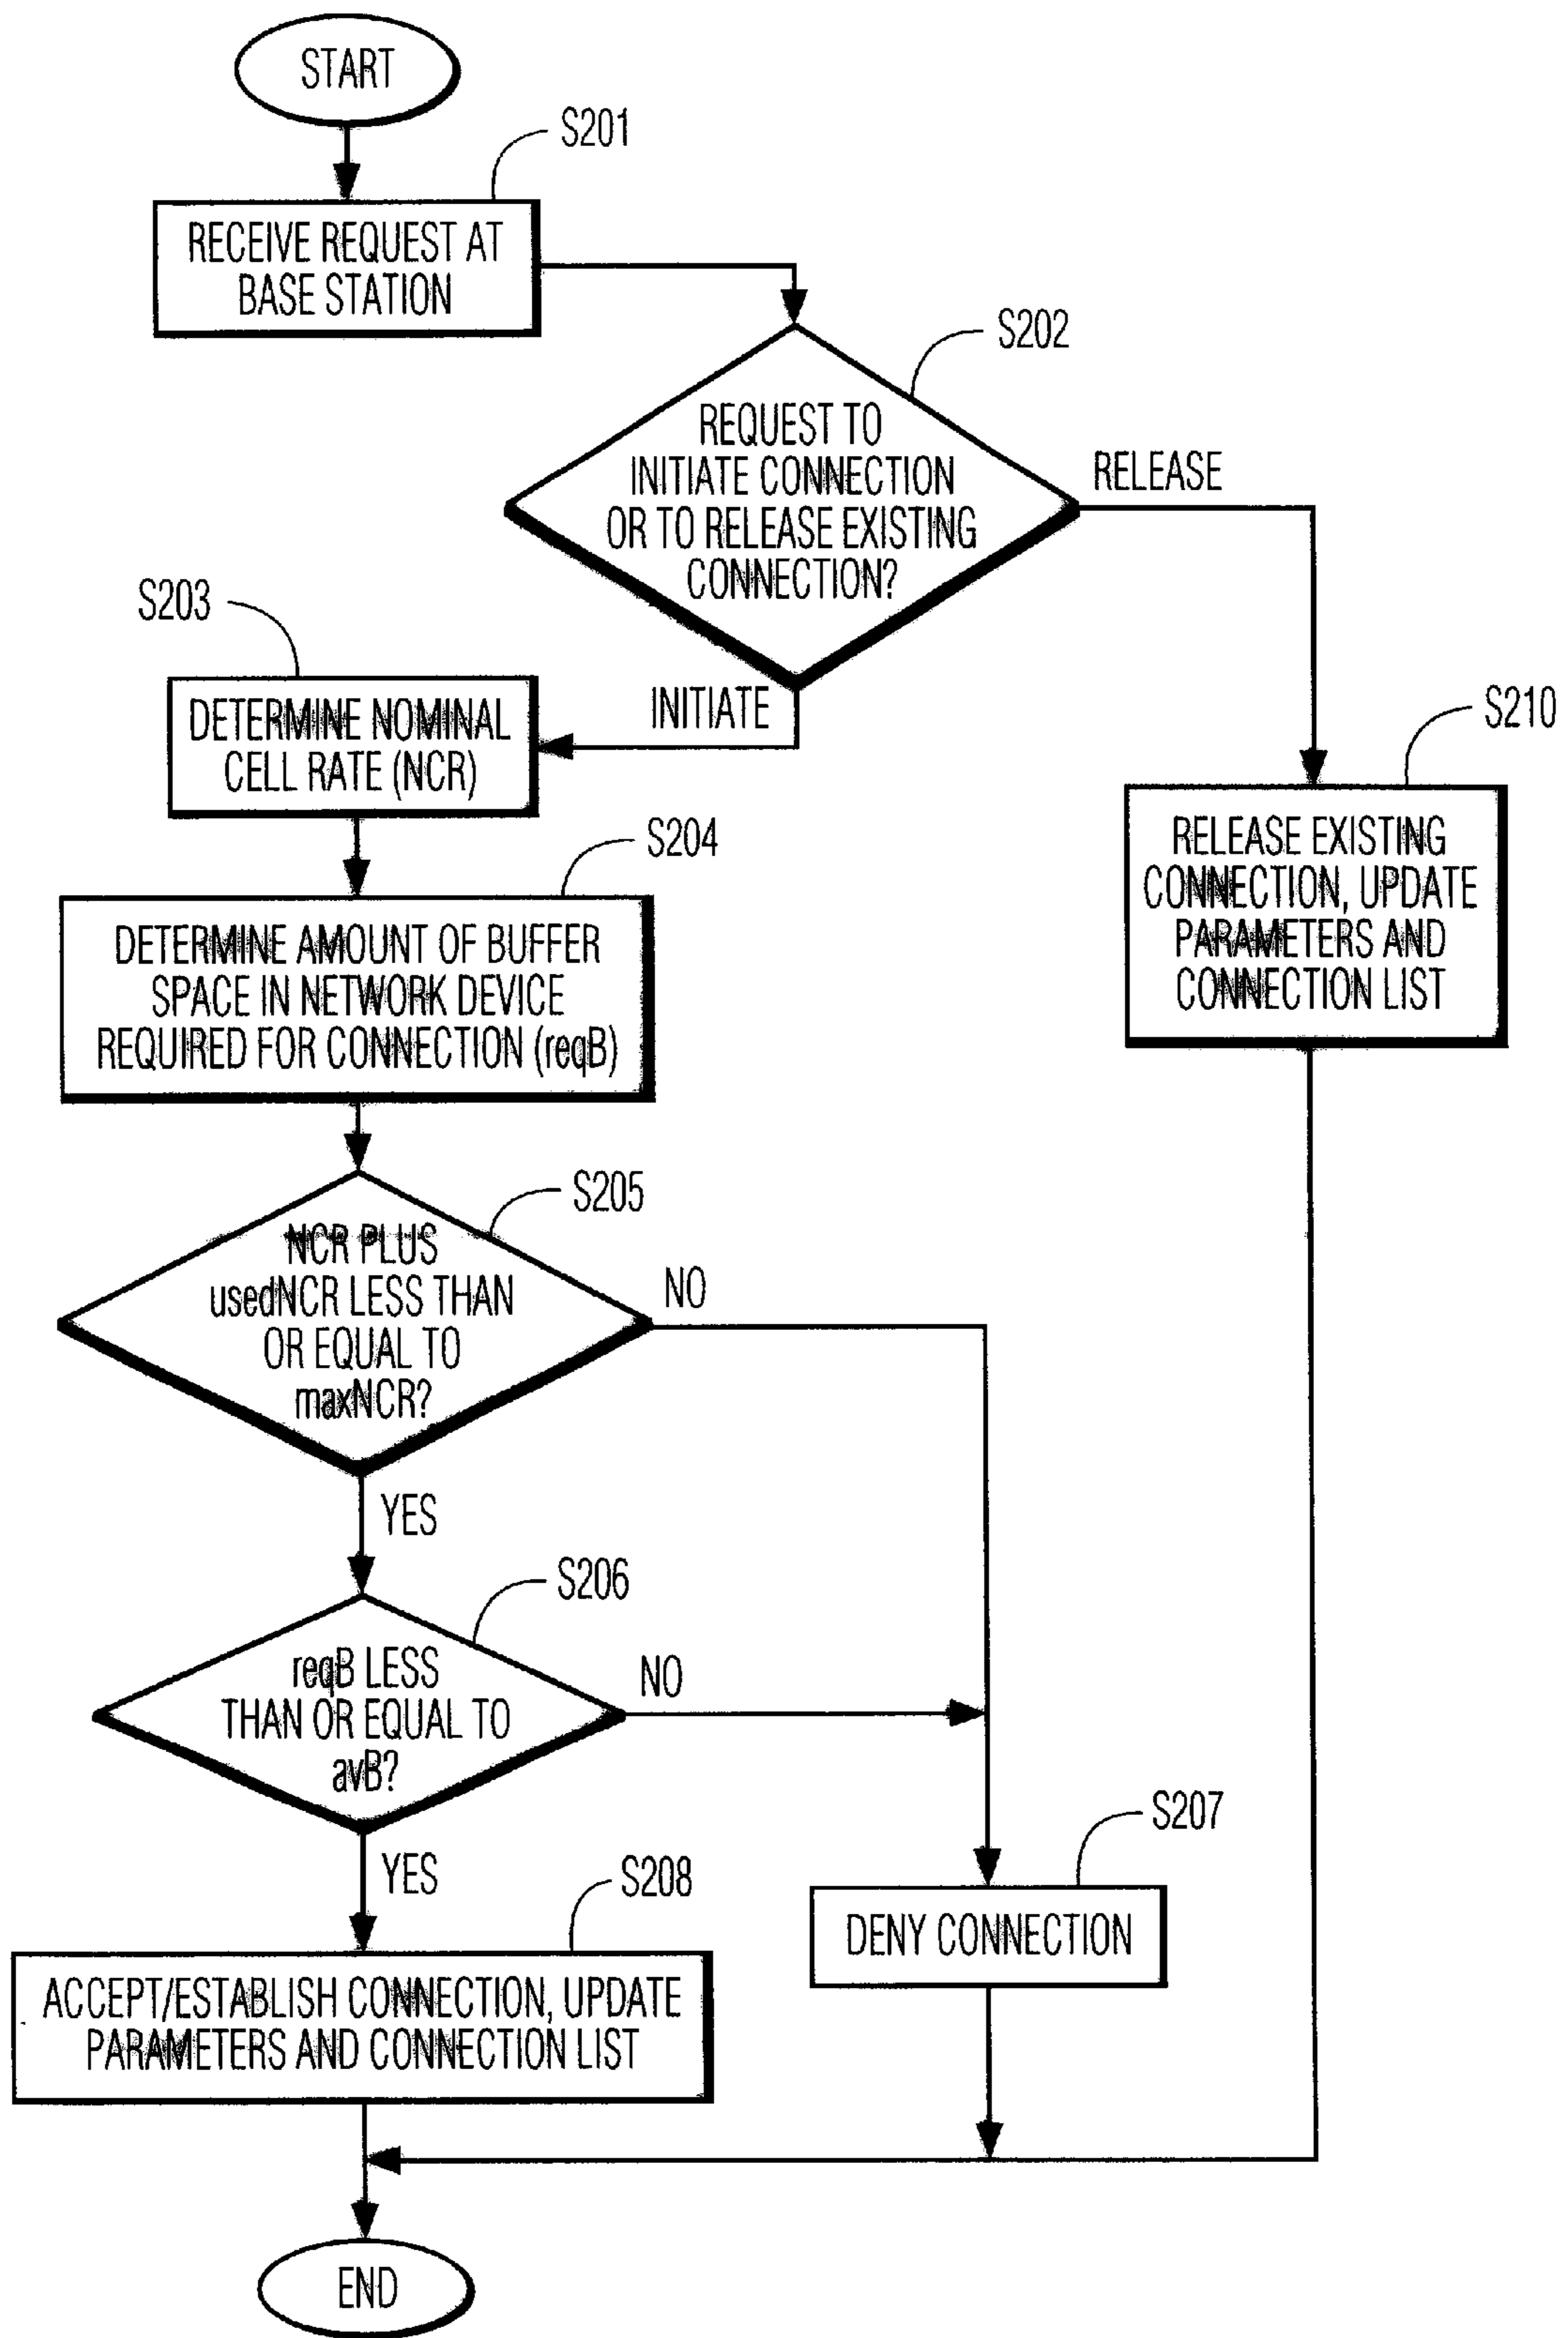 START
S201
RECEIVE REQUEST AT
BASE STATION
S202
REQUEST TO
INITIATE CONNECTION
OR TO RELEASE EXISTING
CONNECTION?
RELEASE
INITIATE
S203
DETERMINE NOMINAL
CELL RATE (NCR)
S210
RELEASE EXISTING
CONNECTION, UPDATE
PARAMETERS AND
CONNECTION LIST
S204
DETERMINE AMOUNT OF BUFFER
SPACE IN NETWORK DEVICE
REQUIRED FOR CONNECTION (reqB)
S205
NCR PLUS
usedNCR LESS THAN
OR EQUAL TO
maxNCR?
NO
YES
S206
reqB LESS
THAN OR EQUAL TO
avB?
NO
YES
S207
DENY CONNECTION
S208
ACCEPT/ESTABLISH CONNECTION, UPDATE
PARAMETERS AND CONNECTION LIST
END